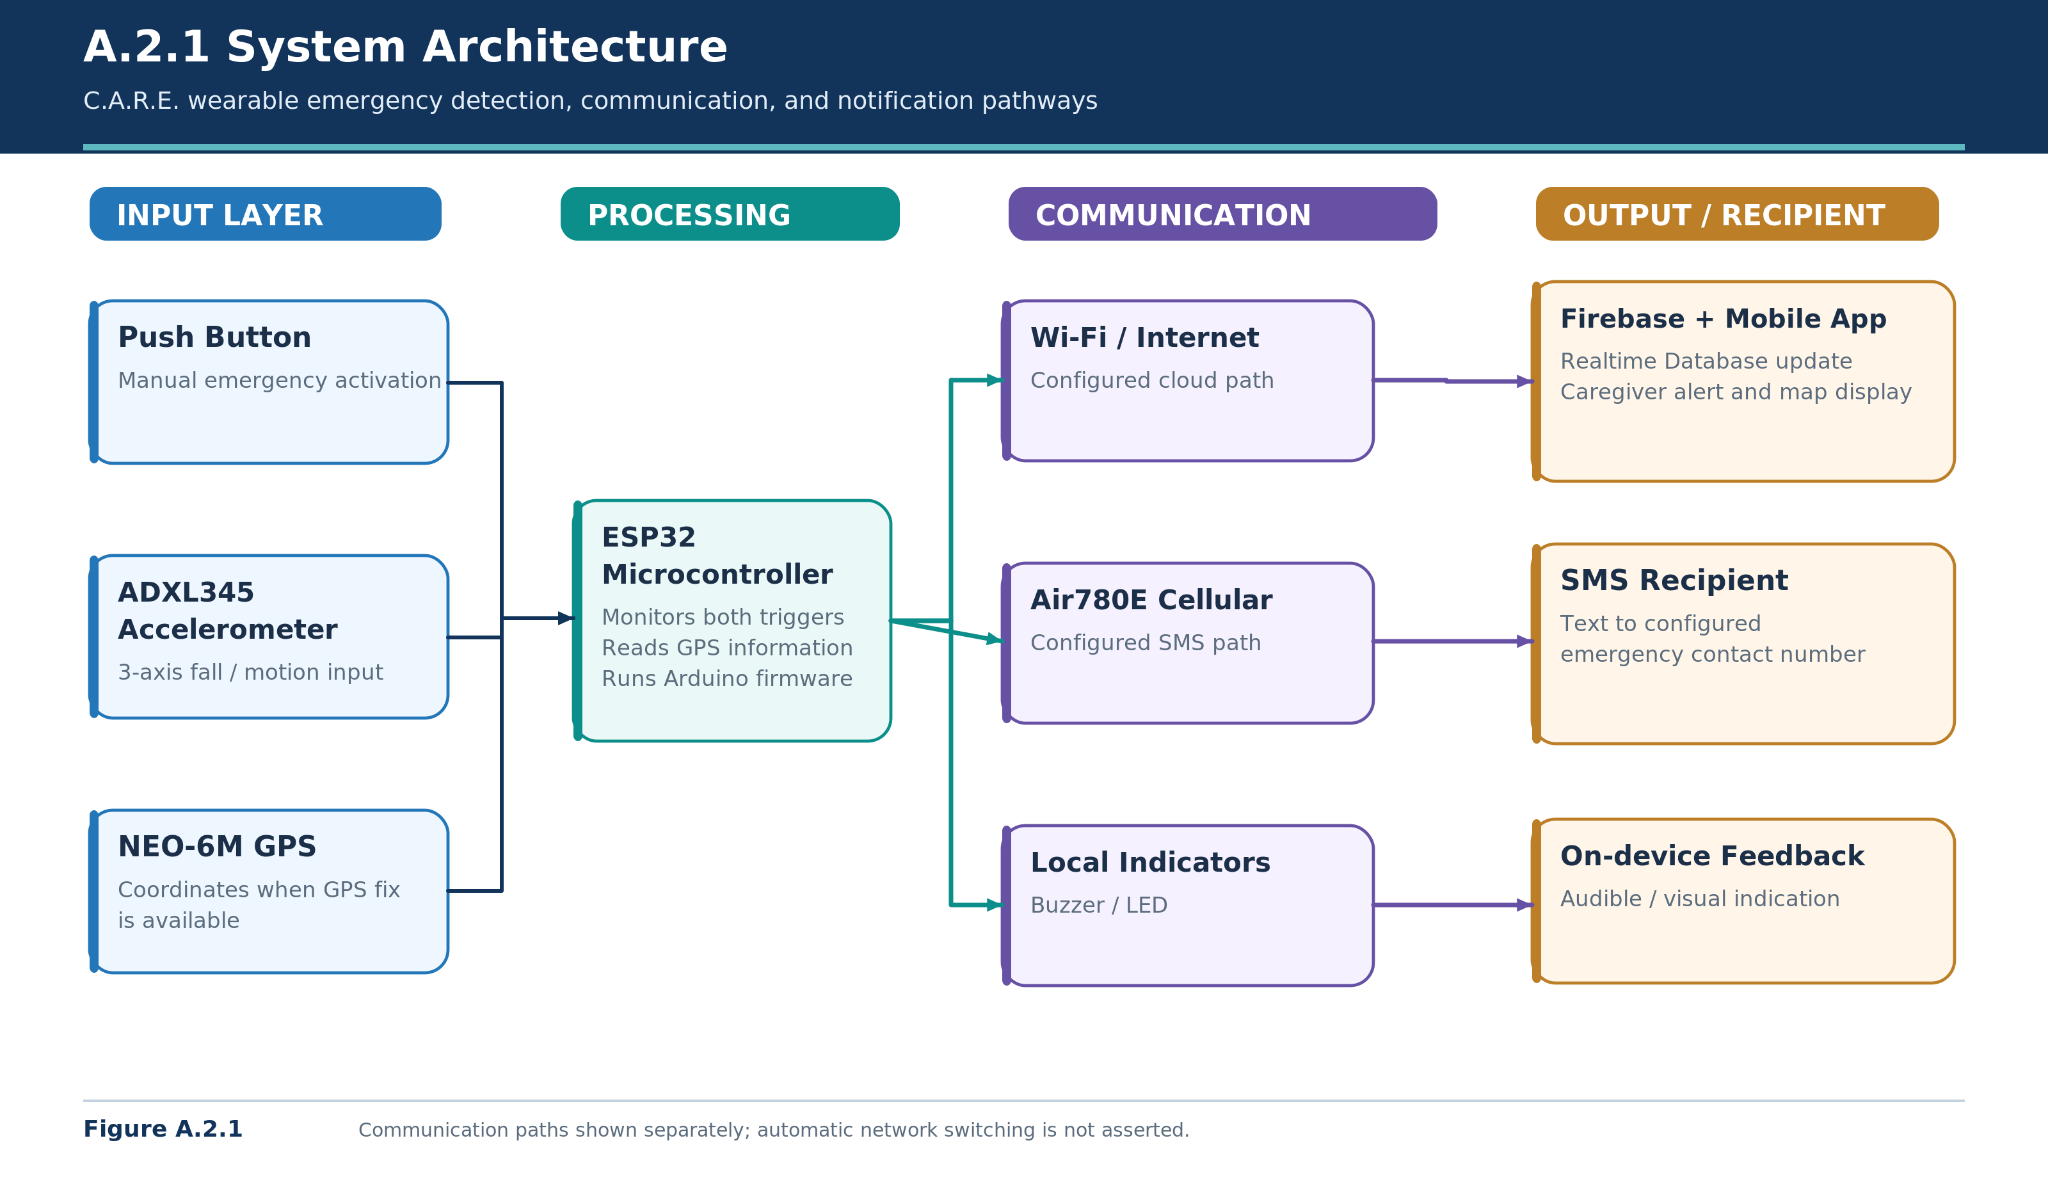 A.2.1 System Architecture
C.A.R.E. wearable emergency detection, communication, and notification pathways
INPUT LAYER
PROCESSING
COMMUNICATION
OUTPUT / RECIPIENT
Push Button
Manual emergency activation
ADXL345
Accelerometer
3-axis fall / motion input
NEO-6M GPS
Coordinates when GPS fix
is available
ESP32
Microcontroller
Monitors both triggers
Reads GPS information
Runs Arduino firmware
Wi-Fi / Internet
Configured cloud path
Air780E Cellular
Configured SMS path
Local Indicators
Buzzer / LED
Firebase + Mobile App
Realtime Database update
Caregiver alert and map display
SMS Recipient
Text to configured
emergency contact number
On-device Feedback
Audible / visual indication
Figure A.2.1
Communication paths shown separately; automatic network switching is not asserted.